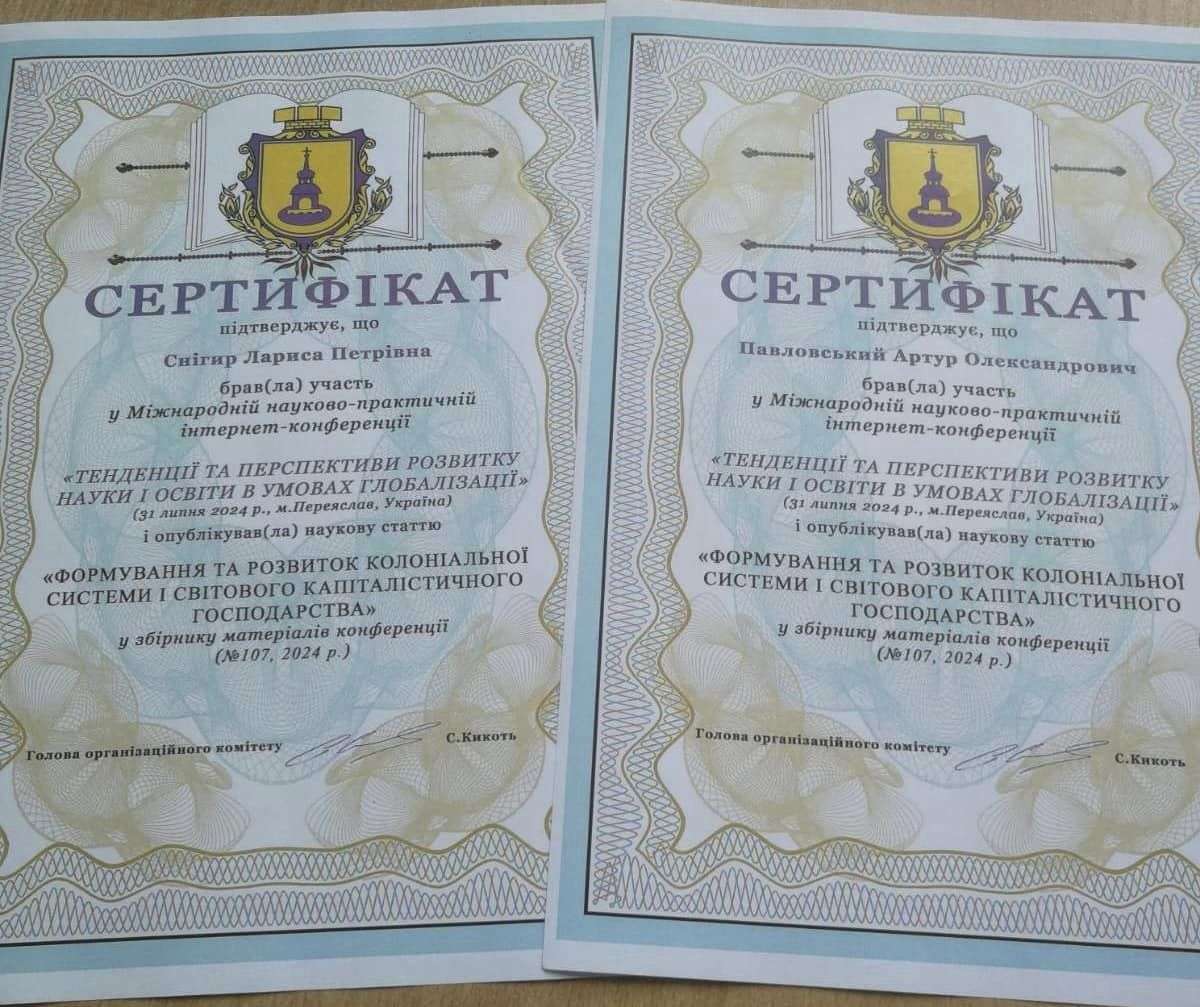 СЕРТИФІКАТ
підтверджує, що
Снігир Лариса Петрівна
брав(ла) участь
у Міжнародній науково-практичній
інтернет-конференції
«ТЕНДЕНЦІЇ ТА ПЕРСПЕКТИВИ РОЗВИТКУ
НАУКИ І ОСВІТИ В УМОВАХ ГЛОБАЛІЗАЦІЇ»
(31 липня 2024 р., м.Переяслав, Україна)
і опублікував(ла) наукову статтю
«ФОРМУВАННЯ ТА РОЗВИТОК КОЛОНІАЛЬНОЇ
СИСТЕМИ І СВІТОВОГО КАПІТАЛІСТИЧНОГО
ГОСПОДАРСТВА»
у збірнику матеріалів конференції
(№107, 2024 р.)
Голова організаційного комітету С.Кикоть
СЕРТИФІКАТ
підтверджує, що
Павловський Артур Олександрович
брав(ла) участь
у Міжнародній науково-практичній
інтернет-конференції
«ТЕНДЕНЦІЇ ТА ПЕРСПЕКТИВИ РОЗВИТКУ
НАУКИ І ОСВІТИ В УМОВАХ ГЛОБАЛІЗАЦІЇ»
(31 липня 2024 р., м.Переяслав, Україна)
і опублікував(ла) наукову статтю
«ФОРМУВАННЯ ТА РОЗВИТОК КОЛОНІАЛЬНОЇ
СИСТЕМИ І СВІТОВОГО КАПІТАЛІСТИЧНОГО
ГОСПОДАРСТВА»
у збірнику матеріалів конференції
(№107, 2024 р.)
Голова організаційного комітету С.Кикоть